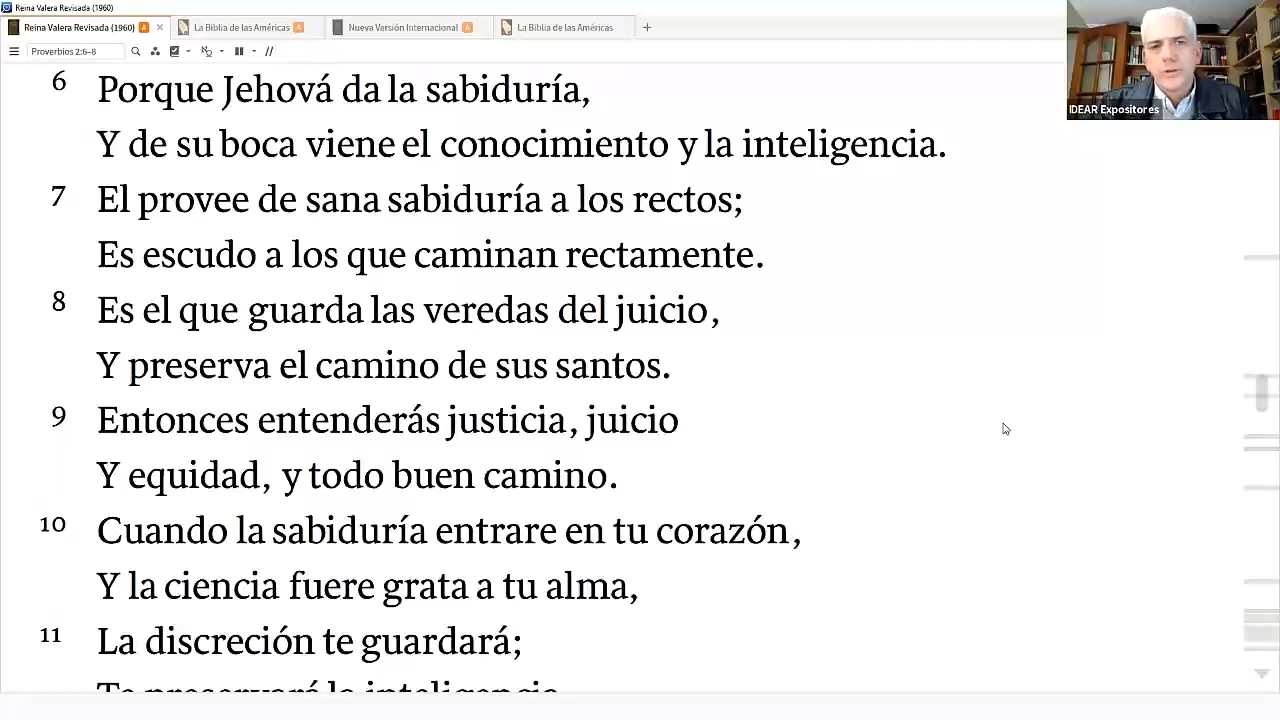 Reina Valera Revisada (1960)
Reina Valera Revisada (1960) A × La Biblia de las Américas A Nueva Versión Internacional A La Biblia de las Américas +
Proverbios 2:6–8
IDEAR Expositores
6 Porque Jehová da la sabiduría,
Y de su boca viene el conocimiento y la inteligencia.
7 El provee de sana sabiduría a los rectos;
Es escudo a los que caminan rectamente.
8 Es el que guarda las veredas del juicio,
Y preserva el camino de sus santos.
9 Entonces entenderás justicia, juicio
Y equidad, y todo buen camino.
10 Cuando la sabiduría entrare en tu corazón,
Y la ciencia fuere grata a tu alma,
11 La discreción te guardará;
Te preservará la inteligencia